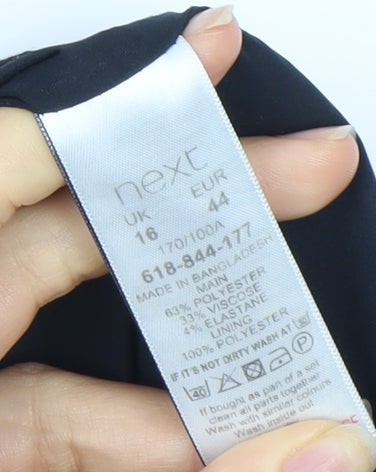 next
UK EUR
16 44
170/100A
618-844-177
MADE IN BANGLADESH
MAIN
63% POLYESTER
33% VISCOSE
4% ELASTANE
LINING
100% POLYESTER
IF IT'S NOT DIRTY WASH AT 30
40 P
If bought as part of a set
clean all parts together
Wash with similar colours
Wash inside out